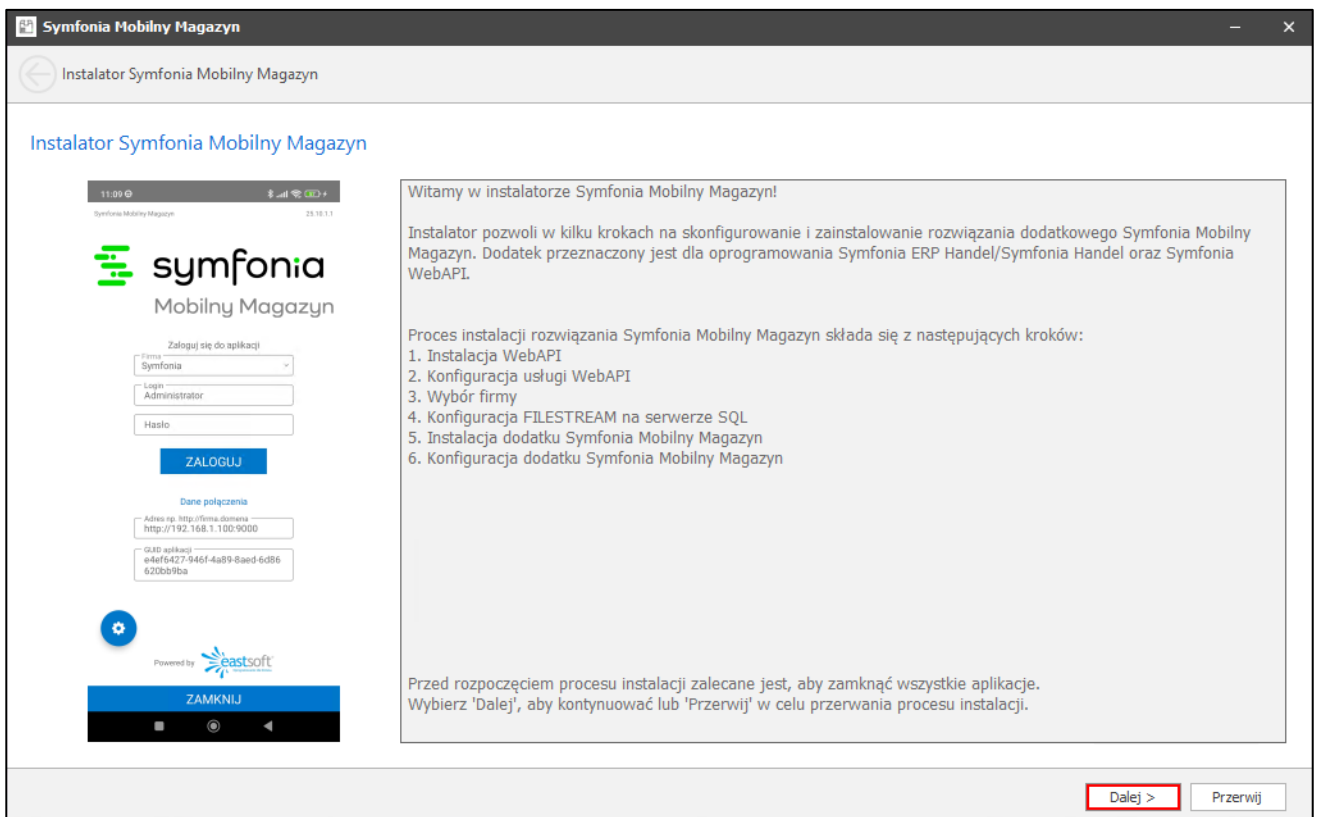 Symfonia Mobilny Magazyn
Instalator Symfonia Mobilny Magazyn
Instalator Symfonia Mobilny Magazyn
11:09
Symfonia Mobilny Magazyn 25.10.1.1
symfonia
Mobilny Magazyn
Zaloguj się do aplikacji
Firma
Symfonia
Login
Administrator
Hasło
ZALOGUJ
Dane połączenia
Adres np. http://firma.domena
http://192.168.1.100:9000
GUID aplikacji
e4ef6427-946f-4a89-8aed-6d86
620bb9ba
Powered by eastsoft
ZAMKNIJ
Witamy w instalatorze Symfonia Mobilny Magazyn!
Instalator pozwoli w kilku krokach na skonfigurowanie i zainstalowanie rozwiązania dodatkowego Symfonia Mobilny
Magazyn. Dodatek przeznaczony jest dla oprogramowania Symfonia ERP Handel/Symfonia Handel oraz Symfonia
WebAPI.
Proces instalacji rozwiązania Symfonia Mobilny Magazyn składa się z następujących kroków:
1. Instalacja WebAPI
2. Konfiguracja usługi WebAPI
3. Wybór firmy
4. Konfiguracja FILESTREAM na serwerze SQL
5. Instalacja dodatku Symfonia Mobilny Magazyn
6. Konfiguracja dodatku Symfonia Mobilny Magazyn
Przed rozpoczęciem procesu instalacji zalecane jest, aby zamknąć wszystkie aplikacje.
Wybierz 'Dalej', aby kontynuować lub 'Przerwij' w celu przerwania procesu instalacji.
Dalej > Przerwij